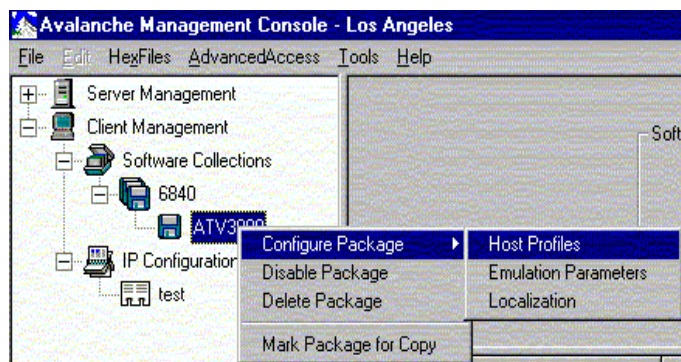 Avalanche Management Console - Los Angeles
File Edit HexFiles AdvancedAccess Tools Help
Server Management
Client Management
Soft
Software Collections
6840
Configure Package Host Profiles
IP Configuration Disable Package Emulation Parameters
test Delete Package Localization
Mark Package for Copy